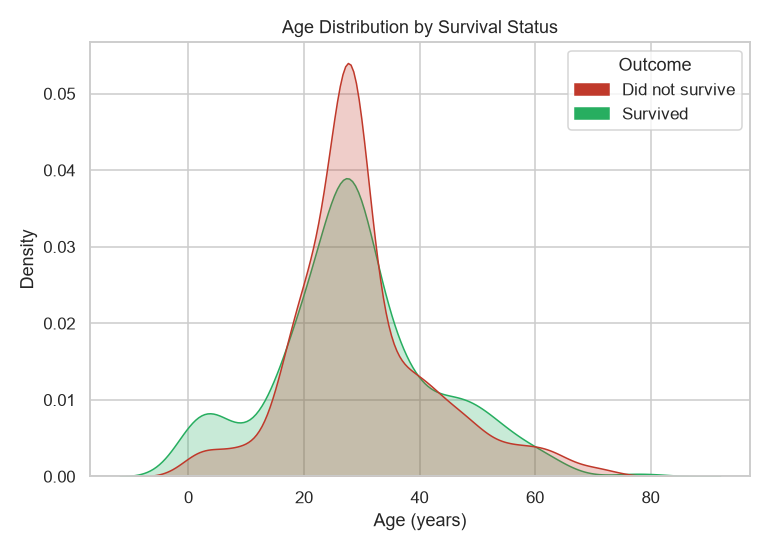 Age Distribution by Survival Status
Outcome
Did not survive
Survived
Density
0.05
0.04
0.03
0.02
0.01
0.00
0 20 40 60 80
Age (years)